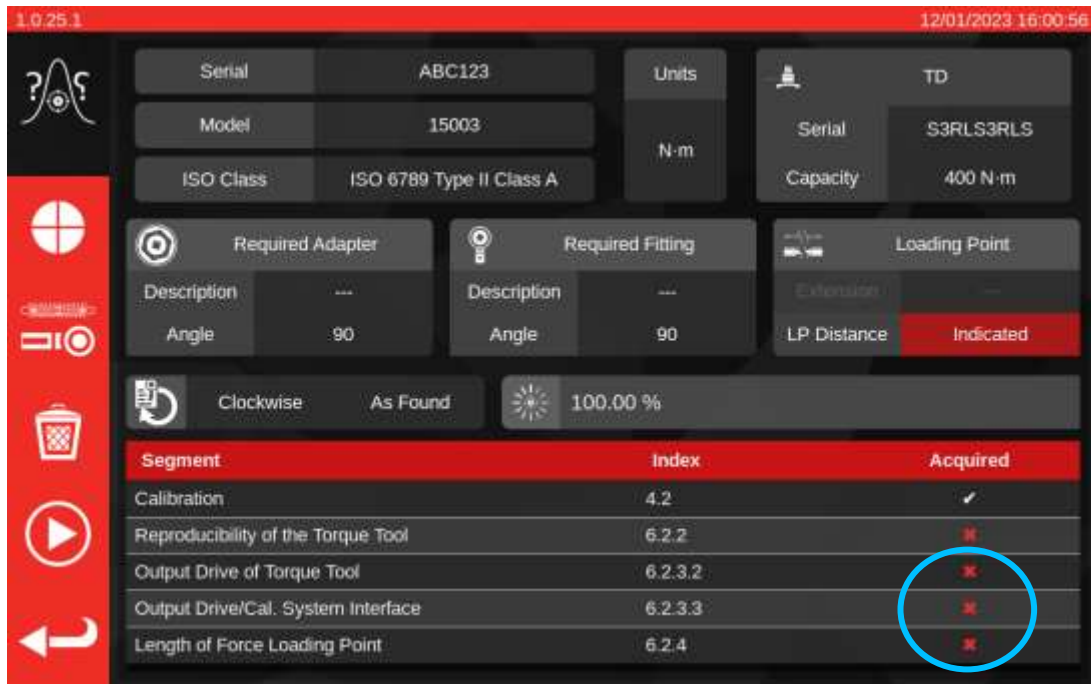 1.0.25.1 12/01/2023 16:00:56
Serial ABC123
Model 15003
ISO Class ISO 6789 Type II Class A
Units
N·m
TD
Serial S3RLS3RLS
Capacity 400 N·m
Required Adapter
Description ---
Angle 90
Required Fitting
Description ---
Angle 90
Loading Point
Extension ---
LP Distance Indicated
Clockwise As Found
100.00 %
Segment Index Acquired
Calibration 4.2 ✔
Reproducibility of the Torque Tool 6.2.2 ✖
Output Drive of Torque Tool 6.2.3.2 ✖
Output Drive/Cal. System Interface 6.2.3.3 ✖
Length of Force Loading Point 6.2.4 ✖